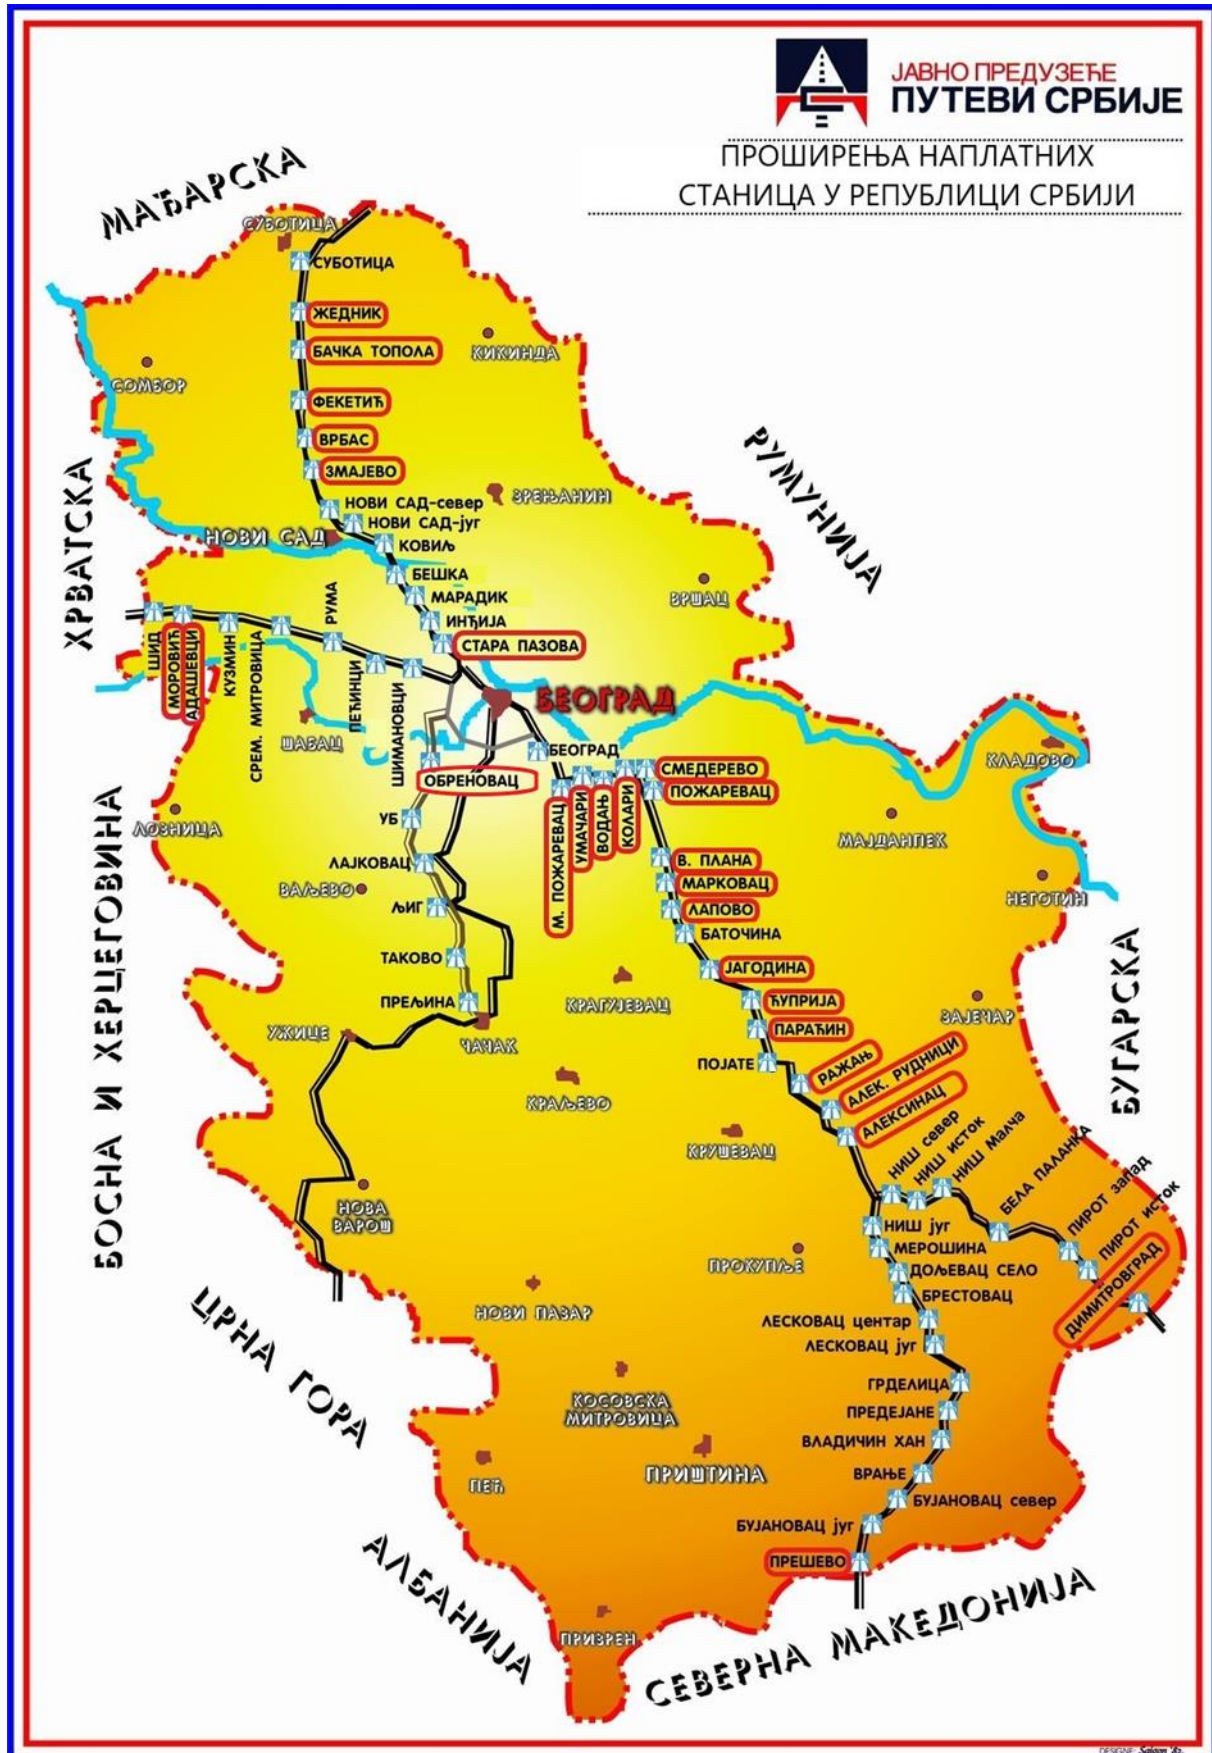 ЈАВНО ПРЕДУЗЕЋЕ
ПУТЕВИ СРБИЈЕ
ПРОШИРЕЊА НАПЛАТНИХ
СТАНИЦА У РЕПУБЛИЦИ СРБИЈИ
МАЂАРСКА
СУБОТИЦА
СУБОТИЦА
ЖЕДНИК
КИКИНДА
БАЧКА ТОПОЛА
СОМБОР
ФЕКЕТИЋ
ВРБАС
ЗМАЈЕВО
РУМУНИЈА
ХРВАТСКА
ЗРЕЊАНИН
НОВИ САД-север
НОВИ САД-југ
НОВИ САД
КОВИЉ
БЕШКА
МАРАДИК
ВРШАЦ
ИНЂИЈА
СТАРА ПАЗОВА
ШИД
МОРОВИЋ
АДАШЕВЦИ
КУЗМИН
СРЕМ. МИТРОВИЦА
РУМА
ПЕЋИНЦИ
ШИМАНОВЦИ
БЕОГРАД
ШАБАЦ
БЕОГРАД
КЛАДОВО
СМЕДЕРЕВО
ОБРЕНОВАЦ
ПОЖАРЕВАЦ
М. ПОЖАРЕВАЦ
УМЧАРИ
ВОДАЊ
КОЛАРИ
БОСНА И ХЕРЦЕГОВИНА
ЛОЗНИЦА
УБ
МАЈДАНПЕК
В. ПЛАНА
ЛАЈКОВАЦ
МАРКОВАЦ
ВАЉЕВО
НЕГОТИН
ЉИГ
ЛАПОВО
БАТОЧИНА
БУГАРСКА
ТАКОВО
ЈАГОДИНА
ПРЕЉИНА
КРАГУЈЕВАЦ
ЋУПРИЈА
ЗАЈЕЧАР
УЖИЦЕ
ЧАЧАК
ПАРАЋИН
ПОЈАТЕ
РАЖАЊ
АЛЕК. РУДНИЦИ
АЛЕКСИНАЦ
КРАЉЕВО
КРУШЕВАЦ
НИШ север
НИШ исток
НИШ Малча
БЕЛА ПАЛАНКА
ПИРОТ запад
ПИРОТ исток
ДИМИТРОВГРАД
НОВА
ВАРОШ
НИШ југ
МЕРОШИНА
ПРОКУПЉЕ
ДОЉЕВАЦ СЕЛО
БРЕСТОВАЦ
ЦРНА ГОРА
НОВИ ПАЗАР
ЛЕСКОВАЦ центар
ЛЕСКОВАЦ југ
ГРДЕЛИЦА
КОСОВСКА
МИТРОВИЦА
ПРЕДЕЈАНЕ
ВЛАДИЧИН ХАН
ПЕЋ
ПРИШТИНА
ВРАЊЕ
БУЈАНОВАЦ север
БУЈАНОВАЦ југ
ПРЕШЕВО
АЛБАНИЈА
ПРИЗРЕН
СЕВЕРНА МАКЕДОНИЈА